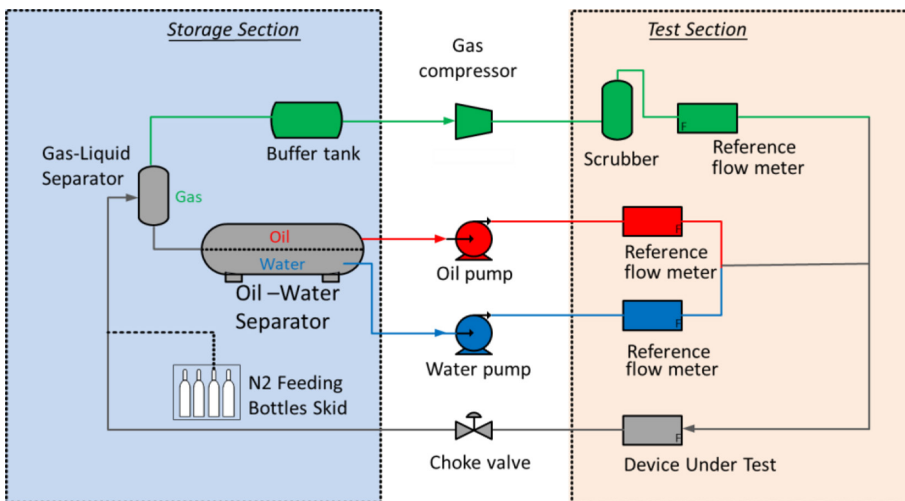 Storage Section
Test Section
Gas
compressor
Buffer tank
Gas-Liquid
Separator
Gas
Scrubber
F
Reference
flow meter
Oil
Water
Oil –Water
Separator
Oil pump
F
Reference
flow meter
Water pump
F
Reference
flow meter
N2 Feeding
Bottles Skid
Choke valve
F
Device Under Test